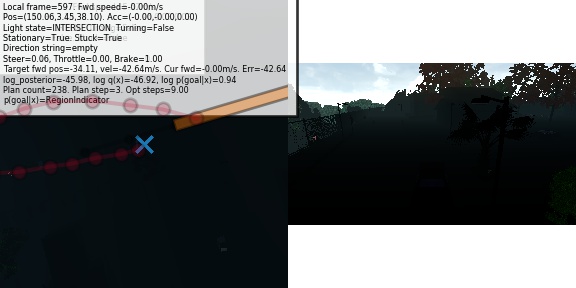 Local frame=597. Fwd speed=-0.00m/s
Pos=(150.06,3.45,38.10). Acc=(-0.00,-0.00,0.00)
Light state=INTERSECTION. Turning=False
Stationary=True. Stuck=True
Direction string=empty
Steer=0.06, Throttle=0.00, Brake=1.00
Target fwd pos=-34.11, vel=-42.64m/s. Cur fwd=-0.00m/s. Err=-42.64
log_posterior=-45.98, log q(x)=-46.92, log p(goal|x)=0.94
Plan count=238. Plan step=3. Opt steps=9.00
p(goal|x)=RegionIndicator